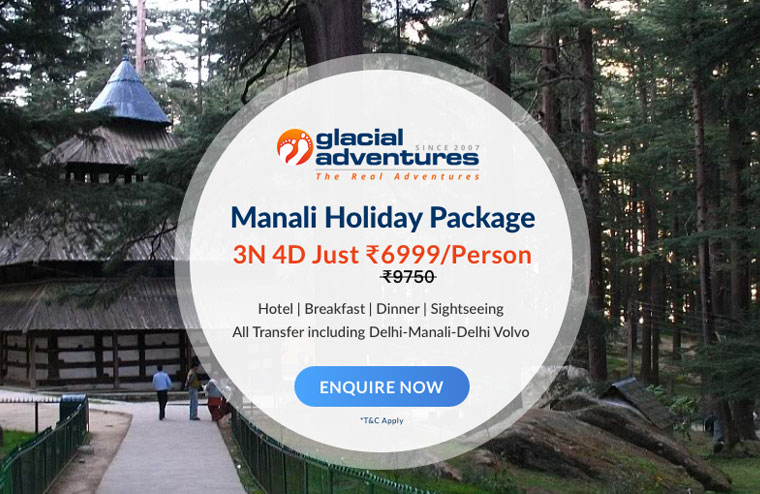 glacial
adventures
SINCE 2007
The Real Adventures
Manali Holiday Package
3N 4D Just ₹6999/Person
₹9750
Hotel | Breakfast | Dinner | Sightseeing
All Transfer including Delhi-Manali-Delhi Volvo
ENQUIRE NOW
*T&C Apply